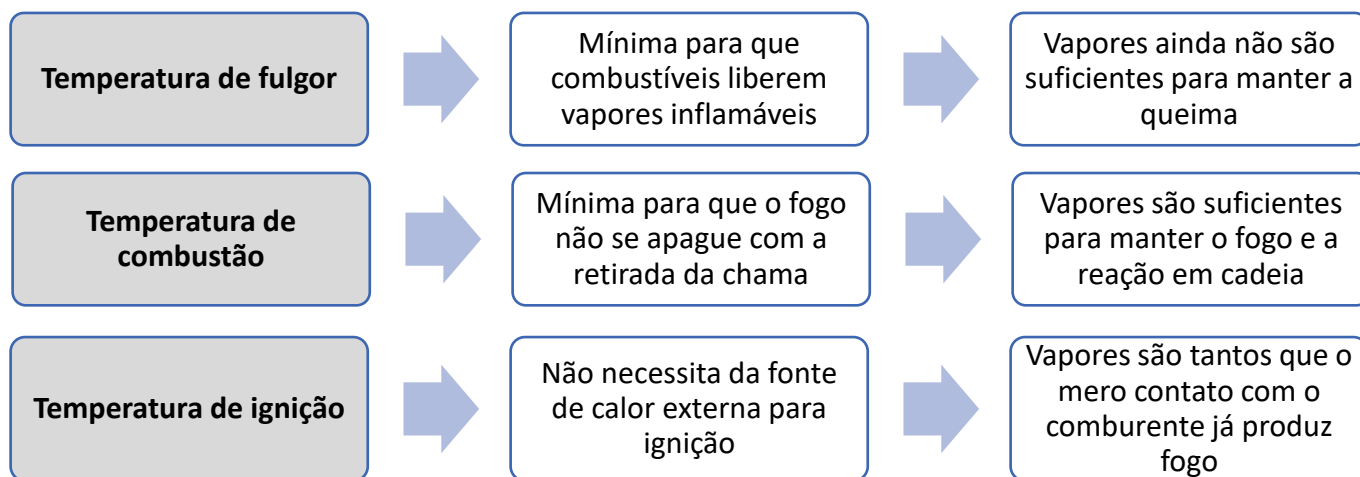 Temperatura de fulgor
Mínima para que
combustíveis liberem
vapores inflamáveis
Vapores ainda não são
suficientes para manter a
queima
Temperatura de
combustão
Mínima para que o fogo
não se apague com a
retirada da chama
Vapores são suficientes
para manter o fogo e a
reação em cadeia
Temperatura de ignição
Não necessita da fonte
de calor externa para
ignição
Vapores são tantos que o
mero contato com o
comburente já produz
fogo